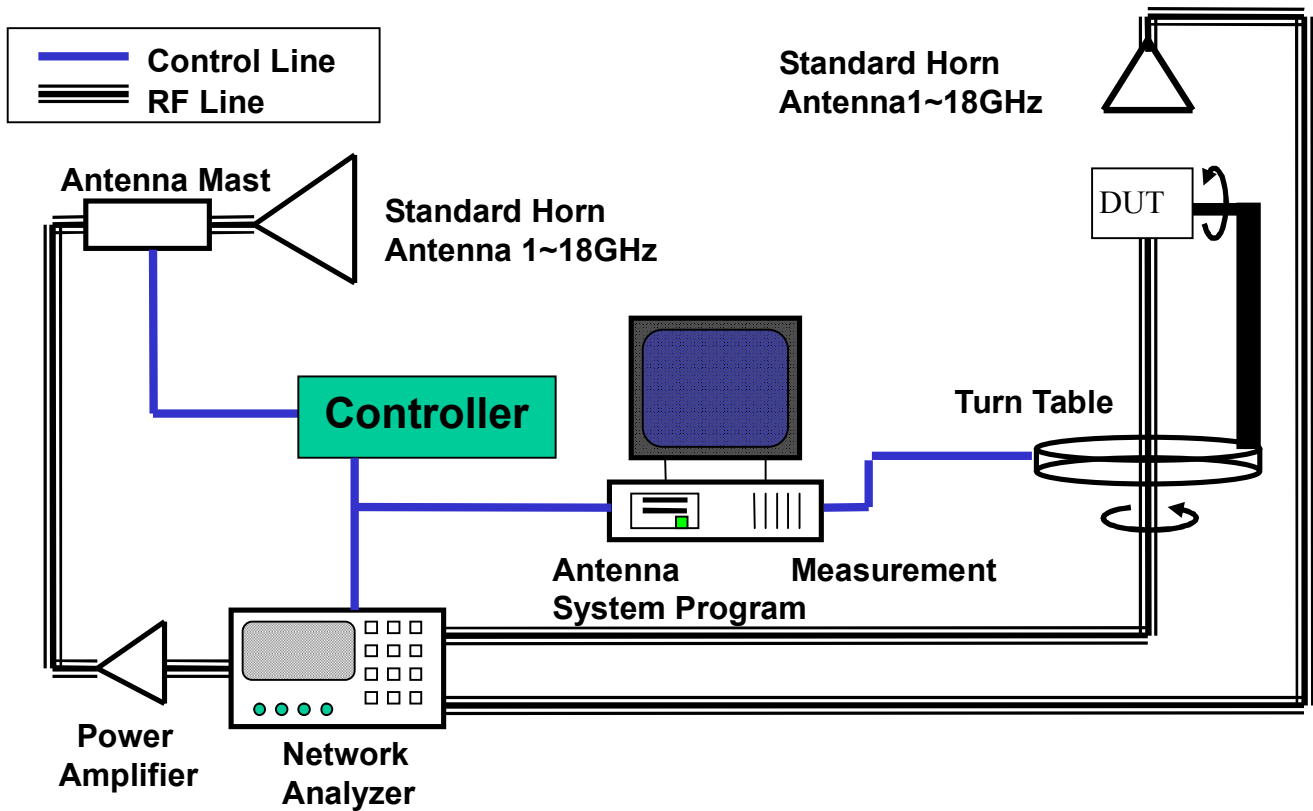 Control Line
RF Line
Standard Horn
Antenna1~18GHz
Antenna Mast
Standard Horn
Antenna 1~18GHz
DUT
Controller
Turn Table
Antenna Measurement
System Program
Power
Amplifier
Network
Analyzer